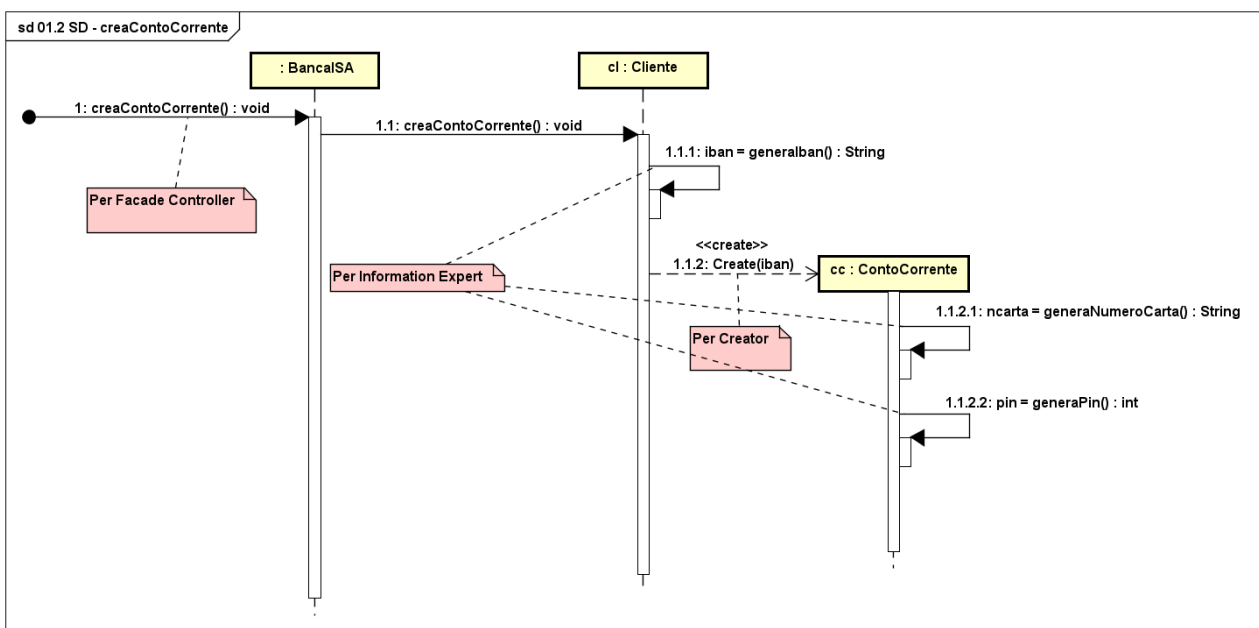 sd 01.2 SD - creaContoCorrente
: BancaISA
cl : Cliente
1: creaContoCorrente() : void
1.1: creaContoCorrente() : void
1.1.1: iban = generaIban() : String
Per Facade Controller
<<create>>
1.1.2: Create(iban)
cc : ContoCorrente
Per Information Expert
1.1.2.1: ncarta = generaNumeroCarta() : String
Per Creator
1.1.2.2: pin = generaPin() : int